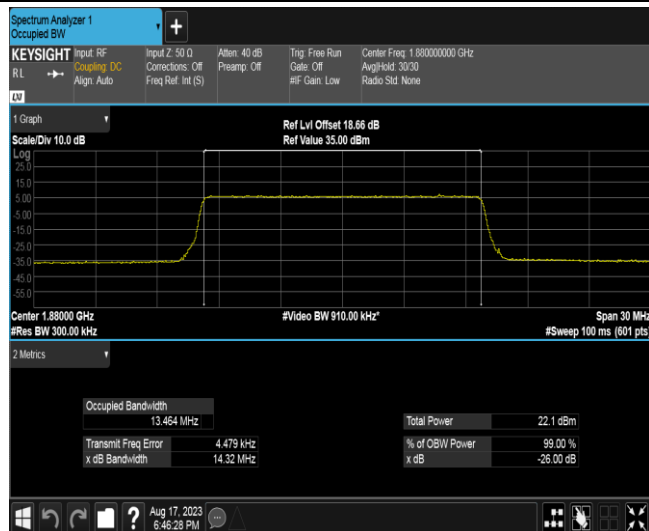 Spectrum Analyzer 1
Occupied BW
+
KEYSIGHT
RL
Input: RF
Coupling: DC
Align: Auto
Input Z: 50 Ω
Corrections: Off
Freq Ref: Int (S)
Atten: 40 dB
Preamp: Off
Trig: Free Run
Gate: Off
#IF Gain: Low
Center Freq: 1.880000000 GHz
Avg|Hold: 30/30
Radio Std: None
1 Graph
Scale/Div 10.0 dB
Ref Lvl Offset 18.66 dB
Ref Value 35.00 dBm
Log
25.0
15.0
5.00
-5.00
-15.0
-25.0
-35.0
-45.0
-55.0
Center 1.88000 GHz
#Res BW 300.00 kHz
#Video BW 910.00 kHz*
Span 30 MHz
#Sweep 100 ms (601 pts)
2 Metrics
Occupied Bandwidth
13.464 MHz
Transmit Freq Error 4.479 kHz
x dB Bandwidth 14.32 MHz
Total Power 22.1 dBm
% of OBW Power 99.00 %
x dB -26.00 dB
?
Aug 17, 2023
6:46:28 PM